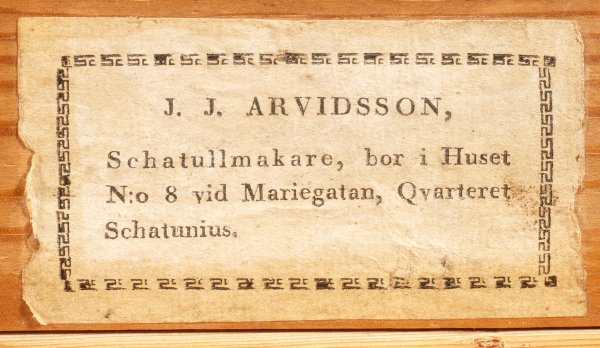 J. J. ARVIDSSON,
Schatullmakare, bor i Huset
N:o 8 vid Mariegatan, Qvarteret
Schatunius.